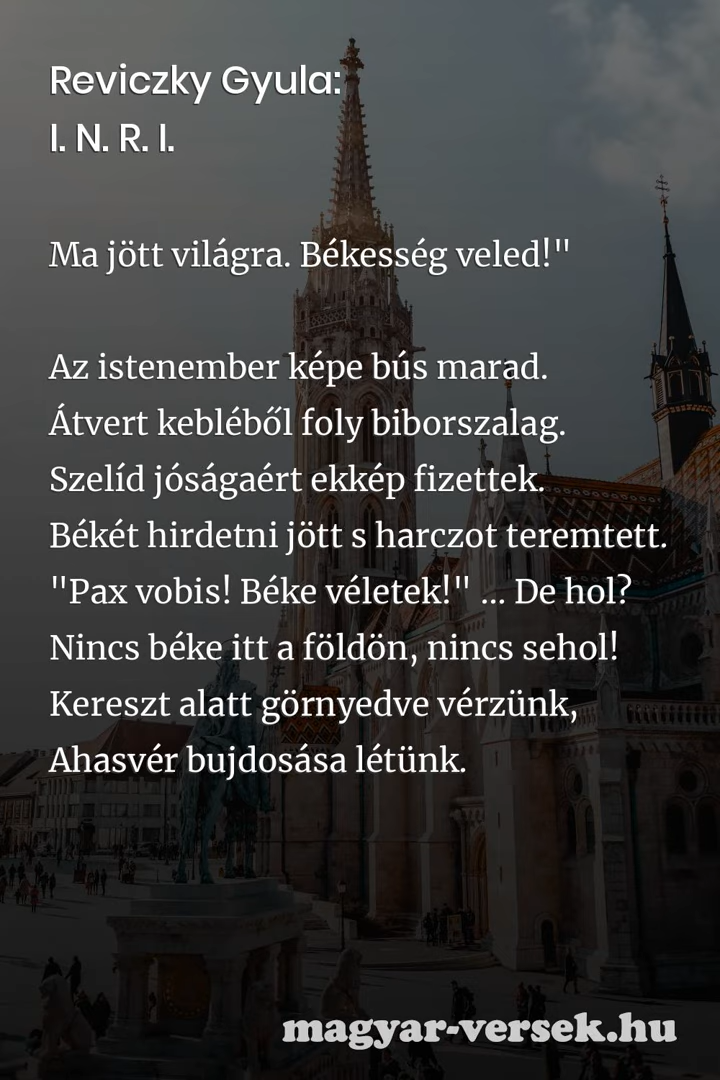 Reviczky Gyula:
I. N. R. I.
Ma jött világra. Békesség veled!"
Az istenember képe bús marad.
Átvert kebléből foly biborszalag.
Szelíd jóságaért ekkép fizettek.
Békét hirdetni jött s harczot teremtett.
"Pax vobis! Béke véletek!" ... De hol?
Nincs béke itt a földön, nincs sehol!
Kereszt alatt görnyedve vérzünk,
Ahasvér bujdosása létünk.
magyar-versek.hu